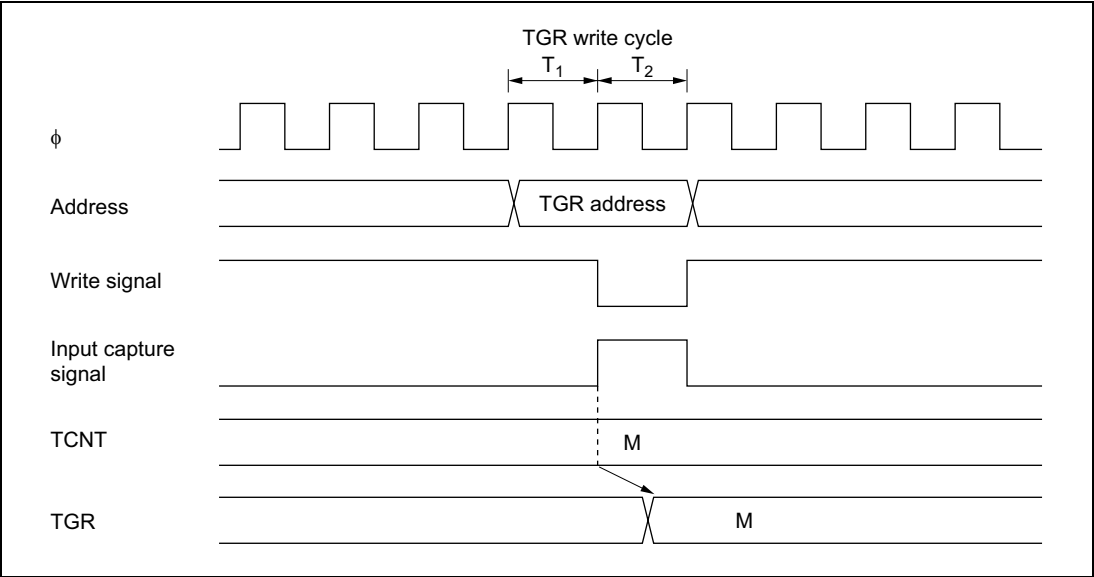 TGR write cycle
T₁ T₂
ϕ
Address TGR address
Write signal
Input capture
signal
TCNT M
TGR M